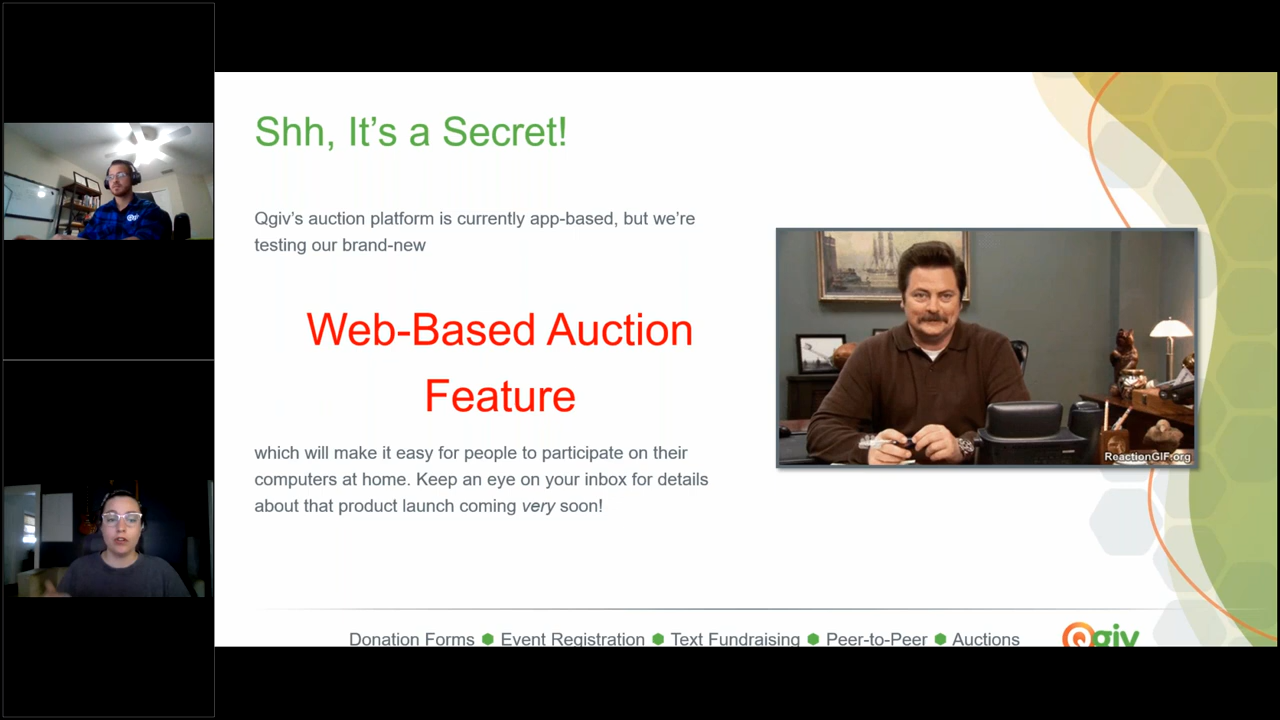 Shh, It’s a Secret!
Qgiv’s auction platform is currently app-based, but we’re
testing our brand-new
Web-Based Auction
Feature
which will make it easy for people to participate on their
computers at home. Keep an eye on your inbox for details
about that product launch coming very soon!
ReactionGIF.org
Donation Forms ⬢ Event Registration ⬢ Text Fundraising ⬢ Peer-to-Peer ⬢ Auctions
Qgiv